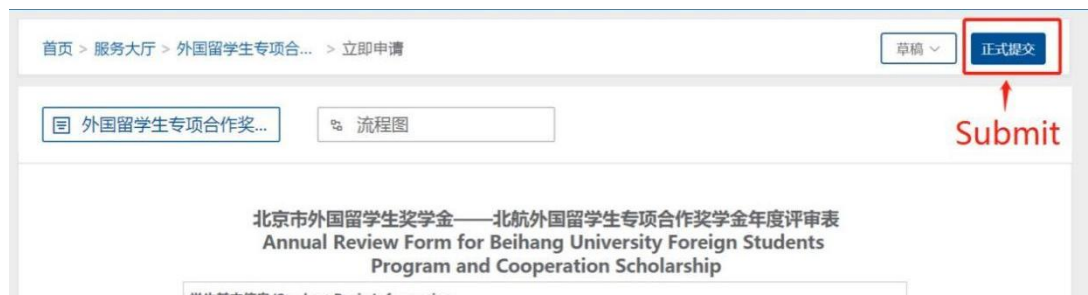 首页 > 服务大厅 > 外国留学生专项合... > 立即申请
草稿
正式提交
外国留学生专项合作奖...
流程图
Submit
北京市外国留学生奖学金——北航外国留学生专项合作奖学金年度评审表
Annual Review Form for Beihang University Foreign Students
Program and Cooperation Scholarship